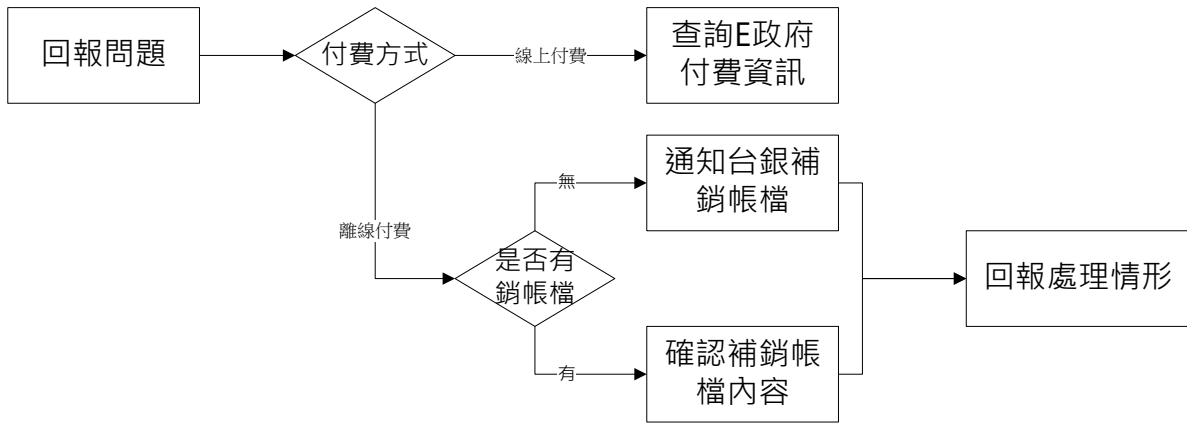 回報問題
付費方式
線上付費
查詢E政府
付費資訊
離線付費
是否有
銷帳檔
無
通知台銀補
銷帳檔
有
確認補銷帳
檔內容
回報處理情形